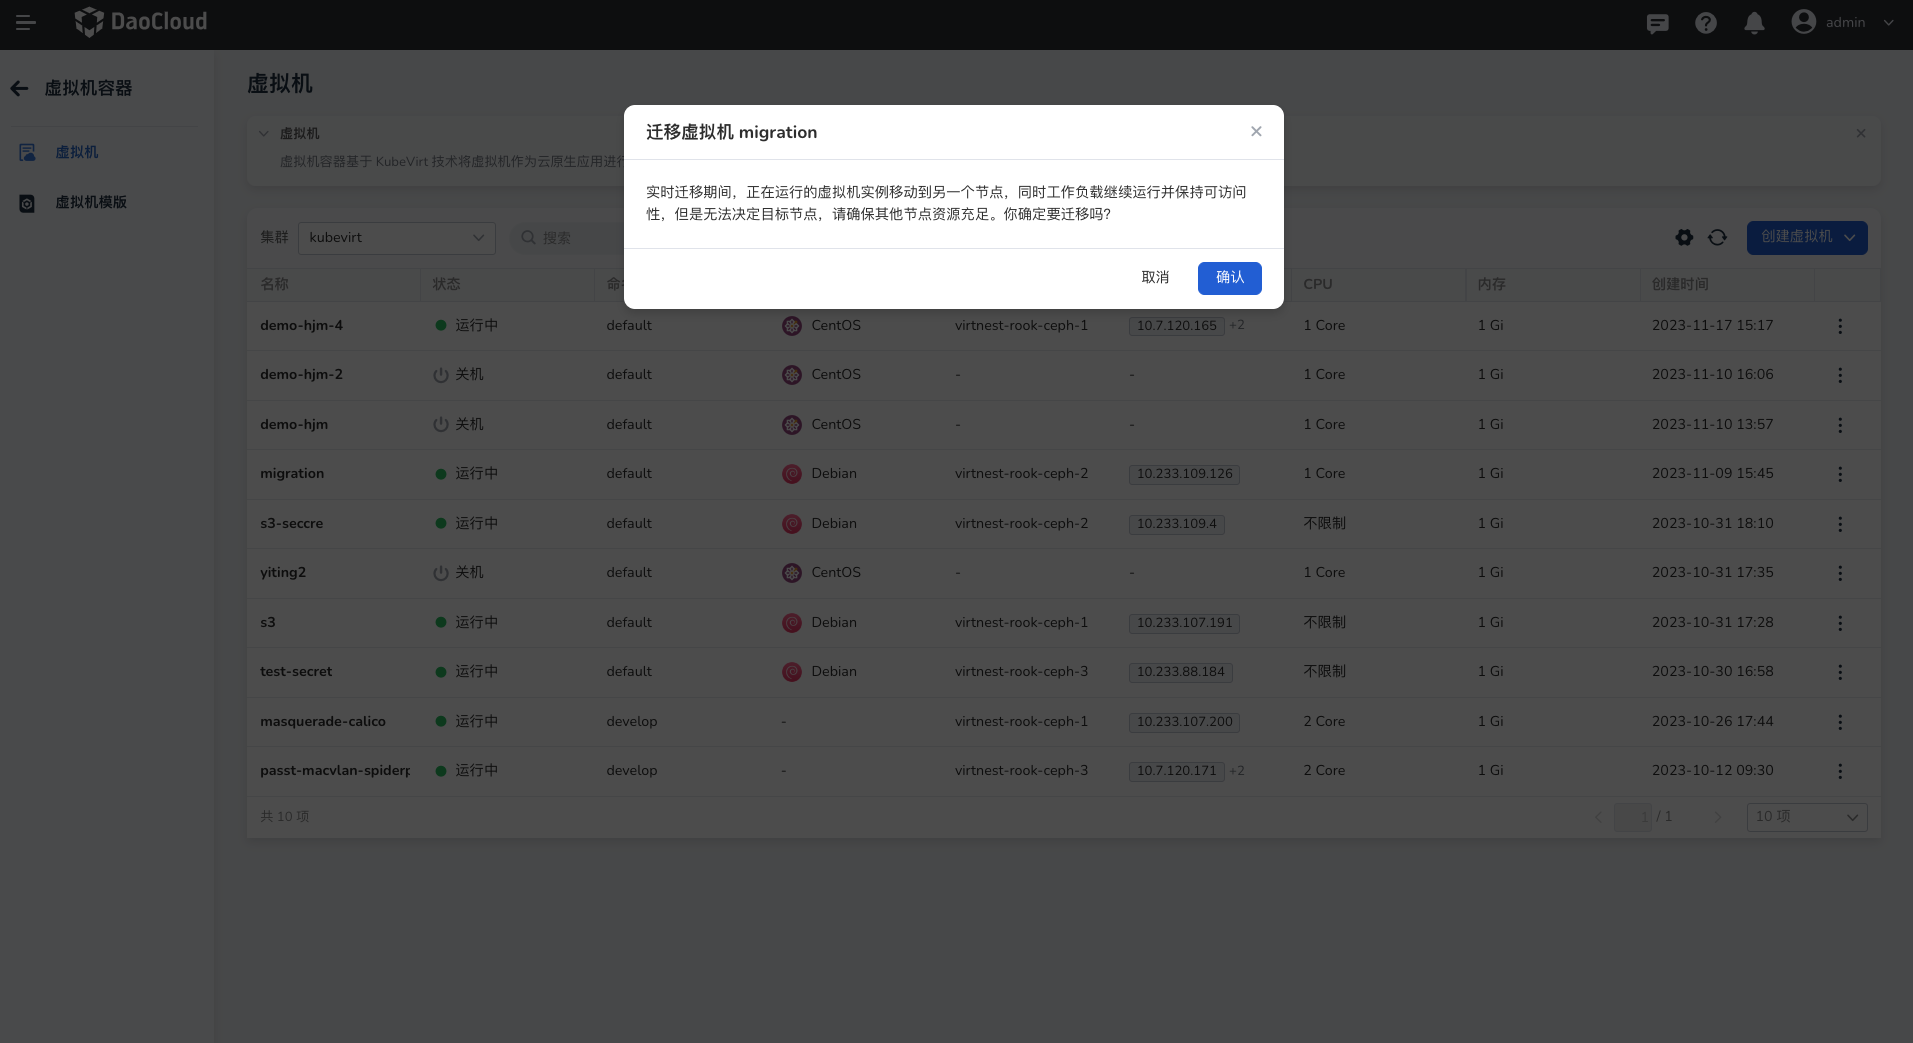 DaoCloud
admin
虚拟机容器
虚拟机
虚拟机模版
虚拟机
虚拟机
虚拟机容器基于 KubeVirt 技术将虚拟机作为云原生应用进行
迁移虚拟机 migration
实时迁移期间，正在运行的虚拟机实例移动到另一个节点，同时工作负载继续运行并保持可访问
性，但是无法决定目标节点，请确保其他节点资源充足。你确定要迁移吗？
取消 确认
集群 kubevirt 搜索 创建虚拟机
名称 状态 CPU 内存 创建时间
demo-hjm-4 运行中 default CentOS virtnest-rook-ceph-1 10.7.120.165 +2 1 Core 1 Gi 2023-11-17 15:17
demo-hjm-2 关机 default CentOS - - 1 Core 1 Gi 2023-11-10 16:06
demo-hjm 关机 default CentOS - - 1 Core 1 Gi 2023-11-10 13:57
migration 运行中 default Debian virtnest-rook-ceph-2 10.233.109.126 1 Core 1 Gi 2023-11-09 15:45
s3-seccre 运行中 default Debian virtnest-rook-ceph-2 10.233.109.4 不限制 1 Gi 2023-10-31 18:10
yiting2 关机 default CentOS - - 1 Core 1 Gi 2023-10-31 17:35
s3 运行中 default Debian virtnest-rook-ceph-1 10.233.107.191 不限制 1 Gi 2023-10-31 17:28
test-secret 运行中 default Debian virtnest-rook-ceph-3 10.233.88.184 不限制 1 Gi 2023-10-30 16:58
masquerade-calico 运行中 develop - virtnest-rook-ceph-1 10.233.107.200 2 Core 1 Gi 2023-10-26 17:44
passt-macvlan-spiderp 运行中 develop - virtnest-rook-ceph-3 10.7.120.171 +2 2 Core 1 Gi 2023-10-12 09:30
共 10 项 1 / 1 10 项